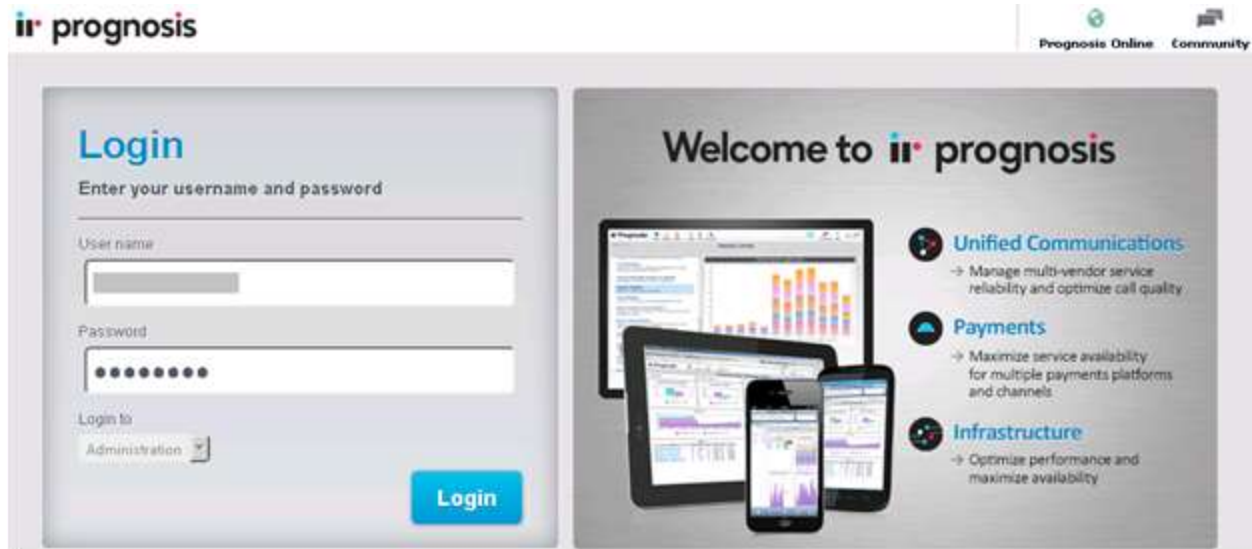 ir prognosis
Prognosis Online Community
Login
Enter your username and password
User name
Password
Login to
Administration
Login
Welcome to ir prognosis
Unified Communications
→ Manage multi-vendor service
reliability and optimize call quality
Payments
→ Maximize service availability
for multiple payments platforms
and channels
Infrastructure
→ Optimize performance and
maximize availability